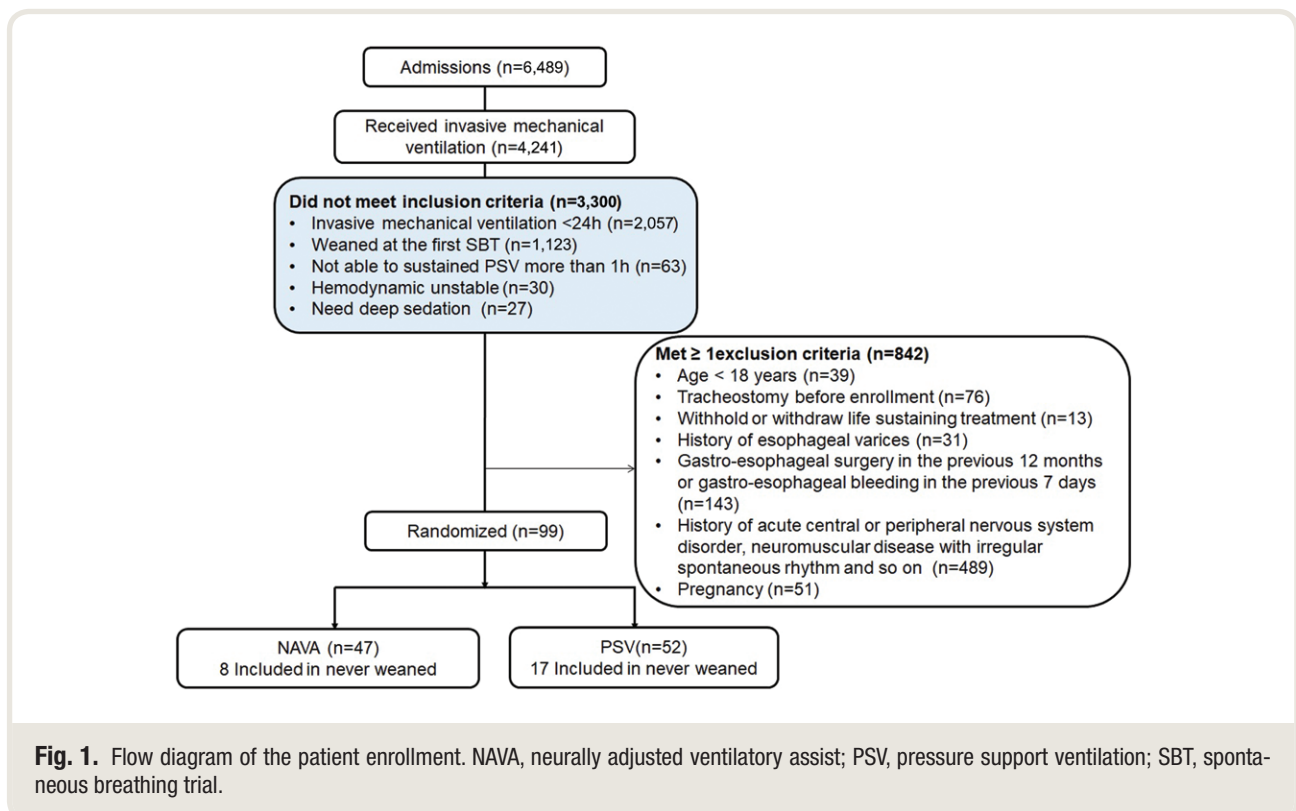 Admissions (n=6,489)
Received invasive mechanical
ventilation (n=4,241)
Did not meet inclusion criteria (n=3,300)
• Invasive mechanical ventilation <24h (n=2,057)
• Weaned at the first SBT (n=1,123)
• Not able to sustained PSV more than 1h (n=63)
• Hemodynamic unstable (n=30)
• Need deep sedation (n=27)
Met ≥ 1exclusion criteria (n=842)
• Age < 18 years (n=39)
• Tracheostomy before enrollment (n=76)
• Withhold or withdraw life sustaining treatment (n=13)
• History of esophageal varices (n=31)
• Gastro-esophageal surgery in the previous 12 months
or gastro-esophageal bleeding in the previous 7 days
(n=143)
• History of acute central or peripheral nervous system
disorder, neuromuscular disease with irregular
spontaneous rhythm and so on (n=489)
• Pregnancy (n=51)
Randomized (n=99)
NAVA (n=47)
8 Included in never weaned
PSV(n=52)
17 Included in never weaned
Fig. 1. Flow diagram of the patient enrollment. NAVA, neurally adjusted ventilatory assist; PSV, pressure support ventilation; SBT, sponta-
neous breathing trial.